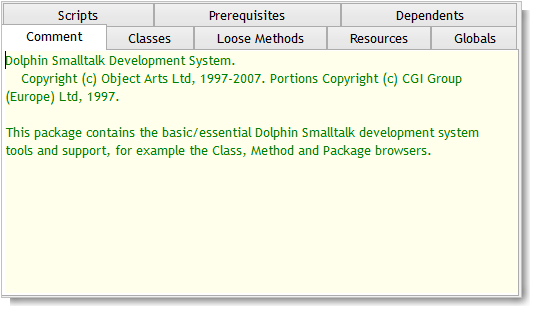 Scripts Prerequisites Dependents
Comment Classes Loose Methods Resources Globals
Dolphin Smalltalk Development System.
Copyright (c) Object Arts Ltd, 1997-2007. Portions Copyright (c) CGI Group
(Europe) Ltd, 1997.
This package contains the basic/essential Dolphin Smalltalk development system
tools and support, for example the Class, Method and Package browsers.